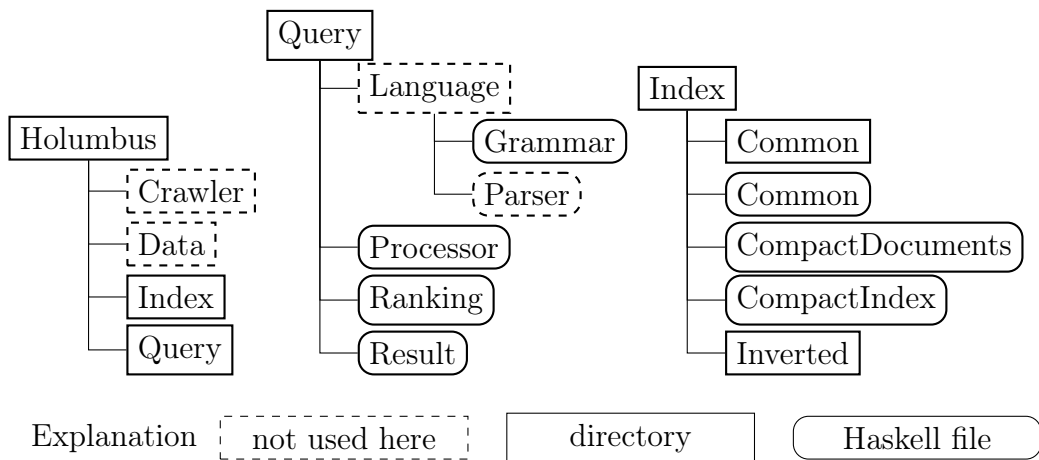 Holumbus
Crawler
Data
Index
Query
Query
Language
Grammar
Parser
Processor
Ranking
Result
Index
Common
Common
CompactDocuments
CompactIndex
Inverted
Explanation not used here directory Haskell file